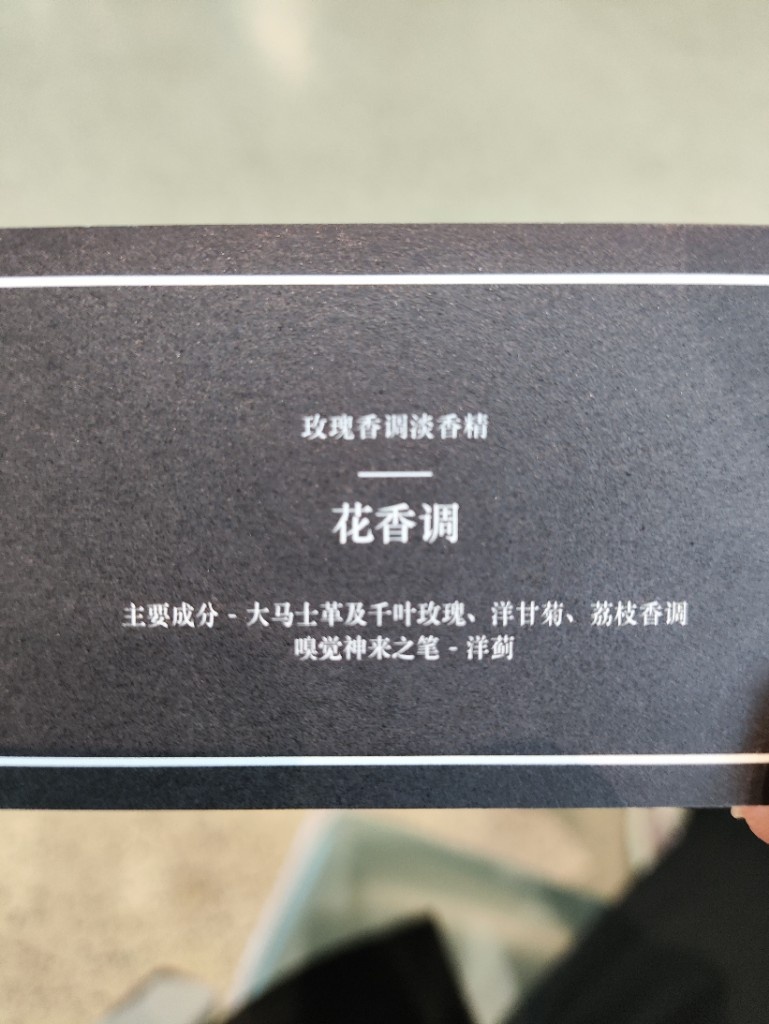 玫瑰香调淡香精
花香调
主要成分 - 大马士革及千叶玫瑰、洋甘菊、荔枝香调
嗅觉神来之笔 - 洋蓟